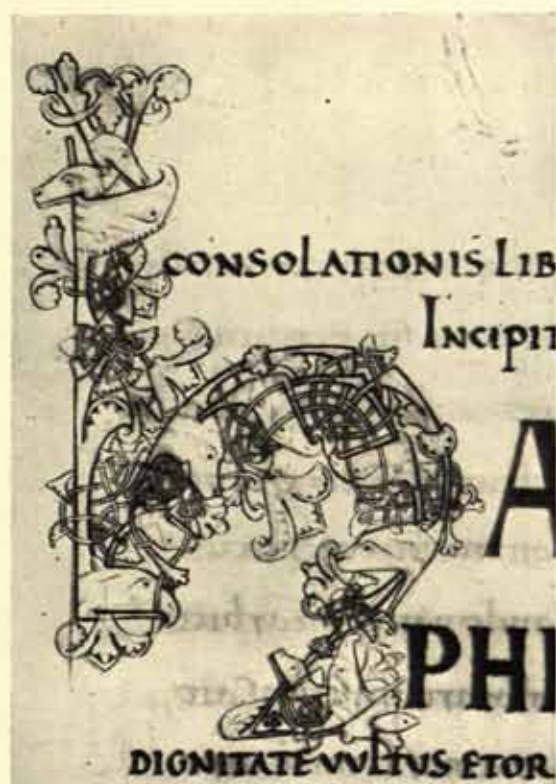 h
CONSOLATIONIS LIB
INCIPIT
A
PHI
DIGNITATE VVLTUS ETOR